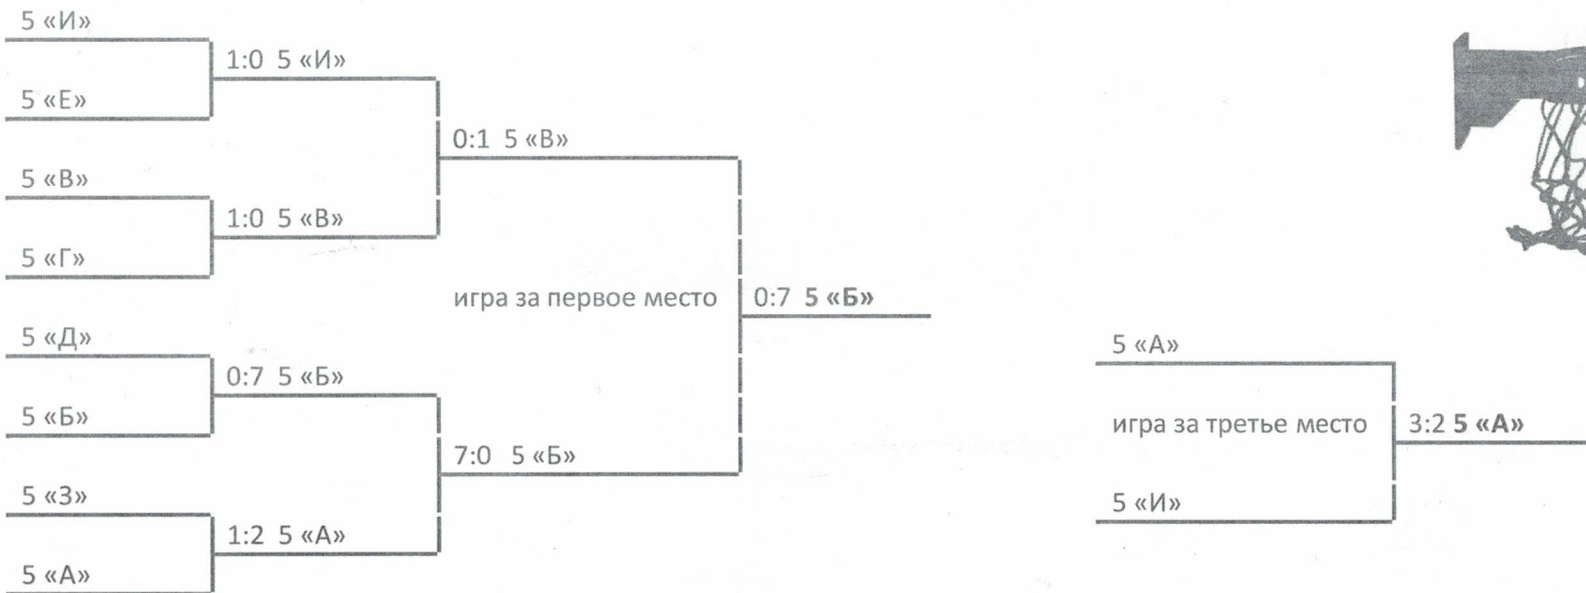 5 «И»
1:0 5 «И»
5 «Е»
0:1 5 «В»
5 «В»
1:0 5 «В»
5 «Г»
игра за первое место
0:7 5 «Б»
5 «Д»
0:7 5 «Б»
5 «Б»
7:0 5 «Б»
5 «З»
1:2 5 «А»
5 «А»
5 «А»
игра за третье место
3:2 5 «А»
5 «И»